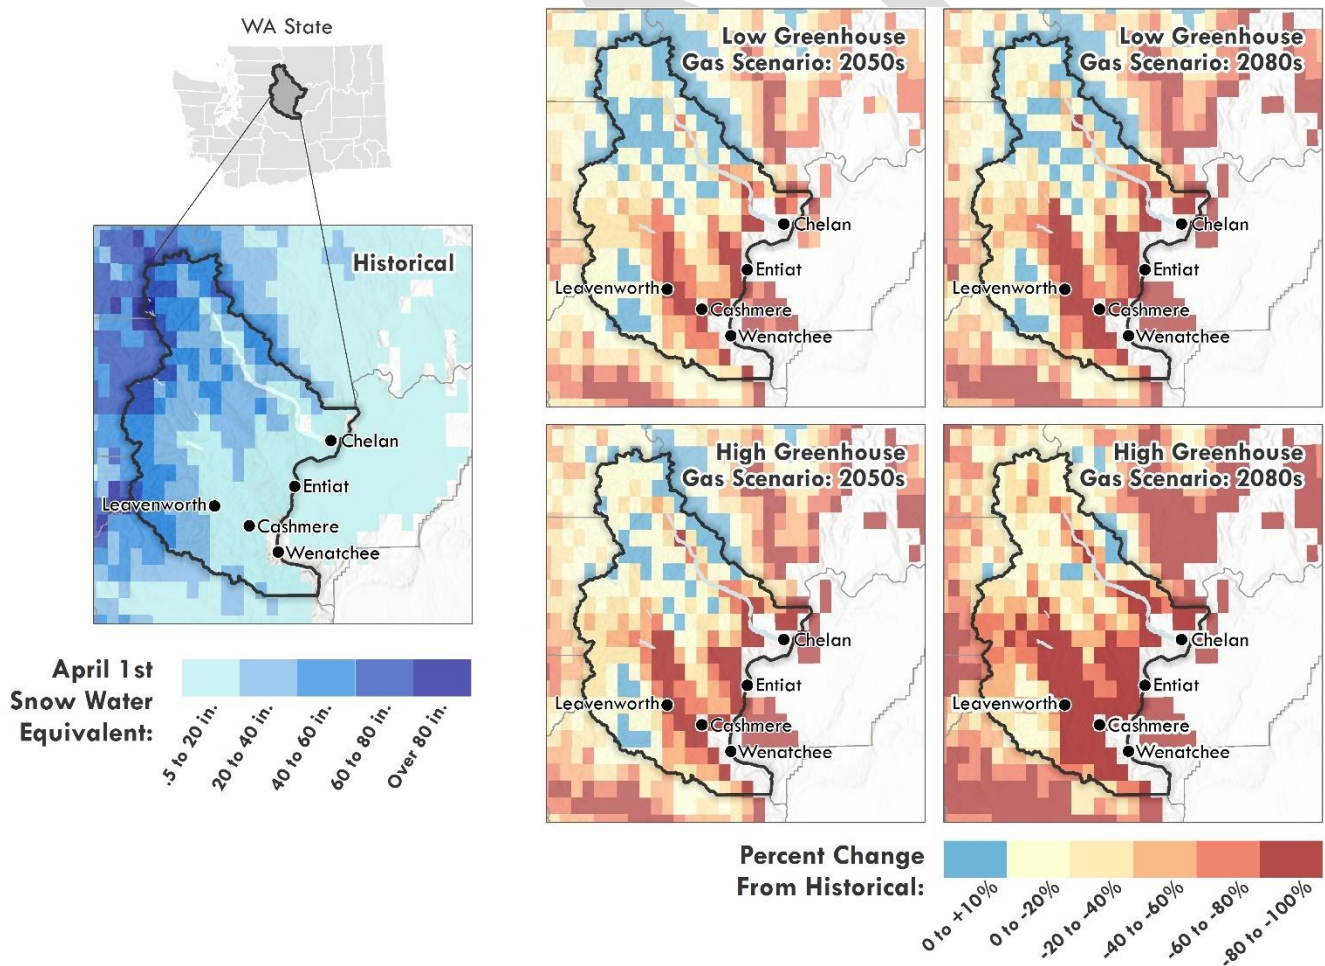 WA State
Historical
Chelan
Entiat
Leavenworth
Cashmere
Wenatchee
April 1st
Snow Water
Equivalent:
.5 to 20 in.
20 to 40 in.
40 to 60 in.
60 to 80 in.
Over 80 in.
Low Greenhouse
Gas Scenario: 2050s
Chelan
Entiat
Leavenworth
Cashmere
Wenatchee
Low Greenhouse
Gas Scenario: 2080s
Chelan
Entiat
Leavenworth
Cashmere
Wenatchee
High Greenhouse
Gas Scenario: 2050s
Chelan
Entiat
Leavenworth
Cashmere
Wenatchee
High Greenhouse
Gas Scenario: 2080s
Chelan
Entiat
Leavenworth
Cashmere
Wenatchee
Percent Change
From Historical:
0 to +10%
0 to -20%
-20 to -40%
-40 to -60%
-60 to -80%
-80 to -100%